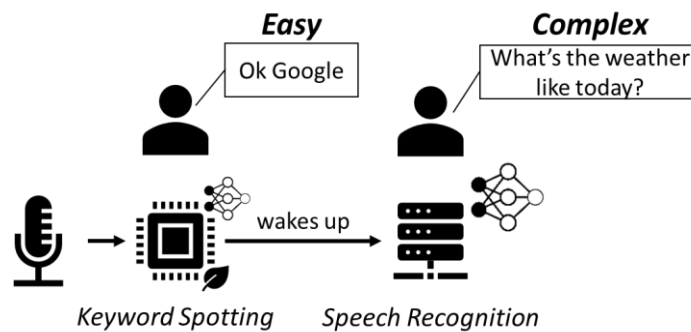 Easy
Complex
Ok Google
What's the weather
like today?
wakes up
Keyword Spotting
Speech Recognition